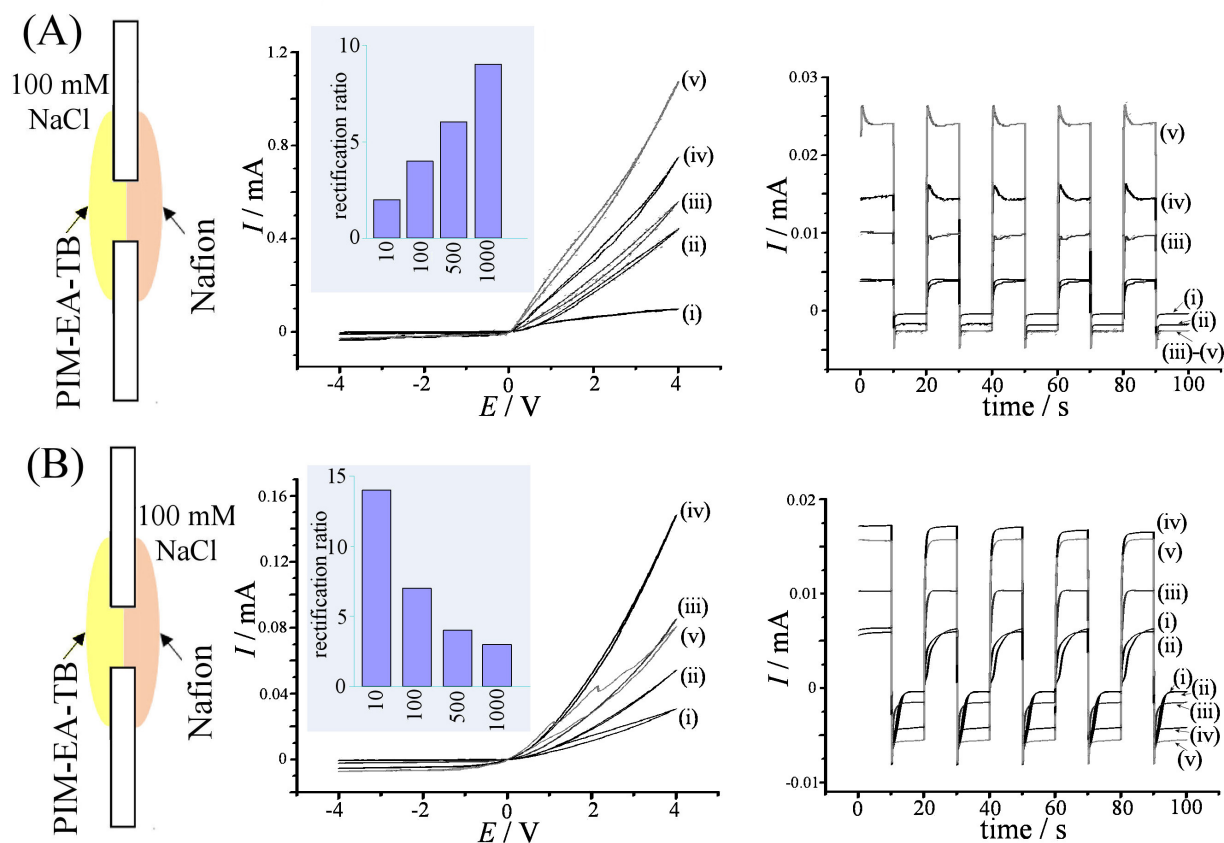 (A)
100 mM
NaCl
PIM-EA-TB
Nafion
I / mA
1.2
0.8
0.4
0
-4
-2
0
2
4
E / V
rectification ratio
10
5
0
10
100
500
1000
(v)
(iv)
(iii)
(ii)
(i)
I / mA
0.03
0.02
0.01
0
-0.01
0
20
40
60
80
100
time / s
(v)
(iv)
(iii)
(i)
(ii)
(iii)-(v)
(B)
100 mM
NaCl
PIM-EA-TB
Nafion
I / mA
0.16
0.12
0.08
0.04
0
-4
-2
0
2
4
E / V
rectification ratio
15
10
5
0
10
100
500
1000
(iv)
(iii)
(v)
(ii)
(i)
I / mA
0.02
0.01
0
-0.01
0
20
40
60
80
100
time / s
(iv)
(v)
(iii)
(i)
(ii)
(i)
(ii)
(iii)
(iv)
(v)